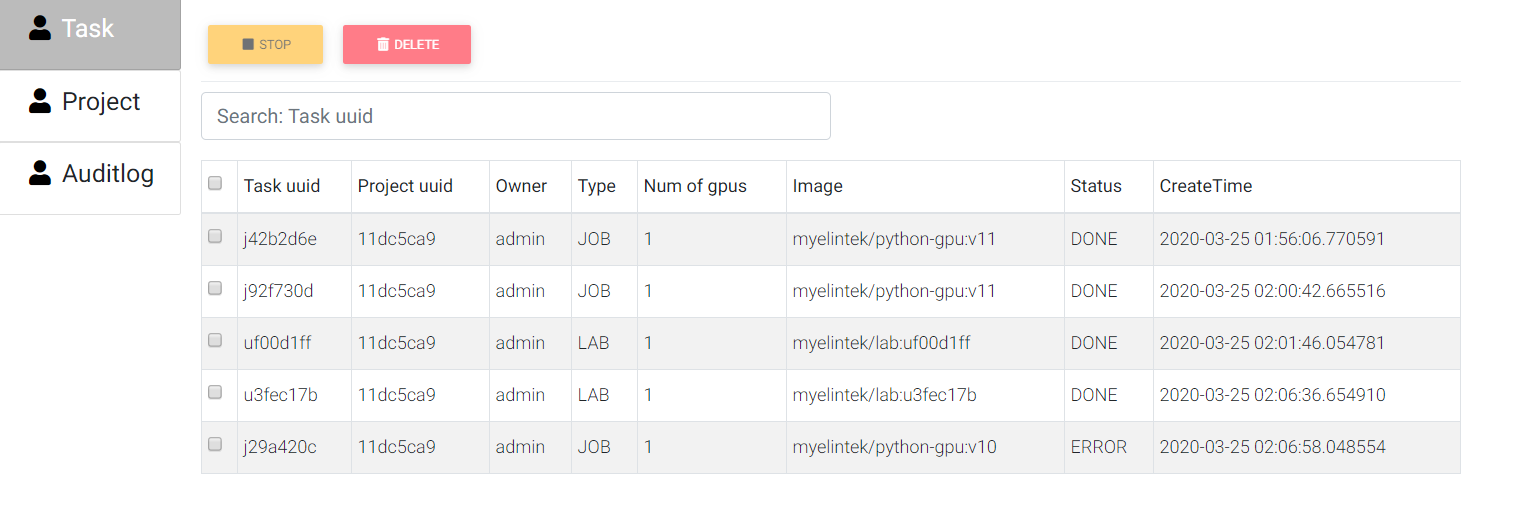 Task
Project
Auditlog
STOP DELETE
Search: Task uuid
Task uuid Project uuid Owner Type Num of gpus Image Status CreateTime
j42b2d6e 11dc5ca9 admin JOB 1 myelintek/python-gpu:v11 DONE 2020-03-25 01:56:06.770591
j92f730d 11dc5ca9 admin JOB 1 myelintek/python-gpu:v11 DONE 2020-03-25 02:00:42.665516
uf00d1ff 11dc5ca9 admin LAB 1 myelintek/lab:uf00d1ff DONE 2020-03-25 02:01:46.054781
u3fec17b 11dc5ca9 admin LAB 1 myelintek/lab:u3fec17b DONE 2020-03-25 02:06:36.654910
j29a420c 11dc5ca9 admin JOB 1 myelintek/python-gpu:v10 ERROR 2020-03-25 02:06:58.048554